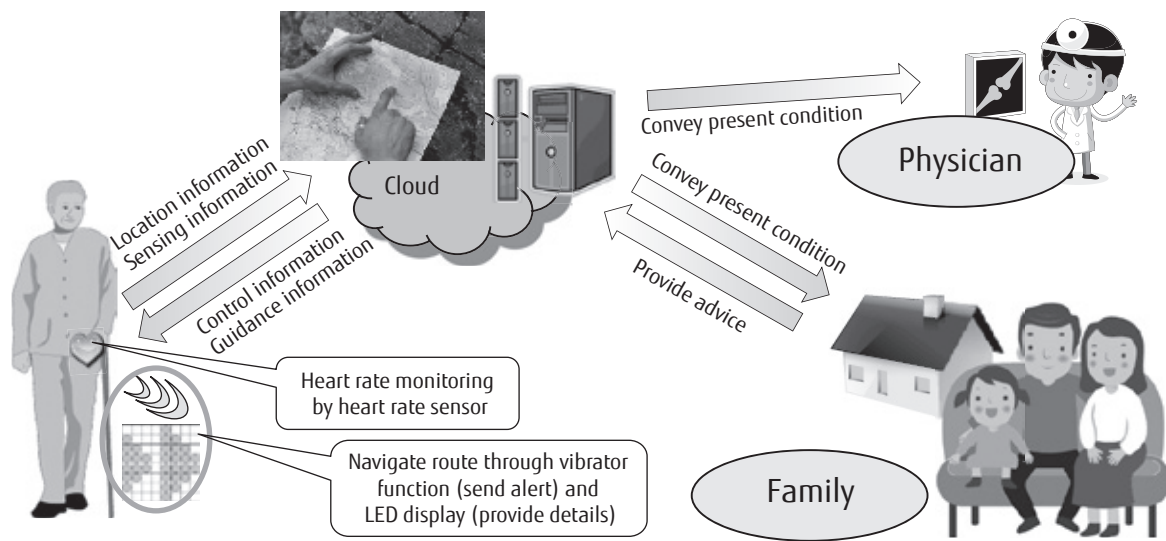 Convey present condition
Physician
Cloud
Location information
Sensing information
Control information
Guidance information
Convey present condition
Provide advice
Heart rate monitoring
by heart rate sensor
Navigate route through vibrator
function (send alert) and
LED display (provide details)
Family